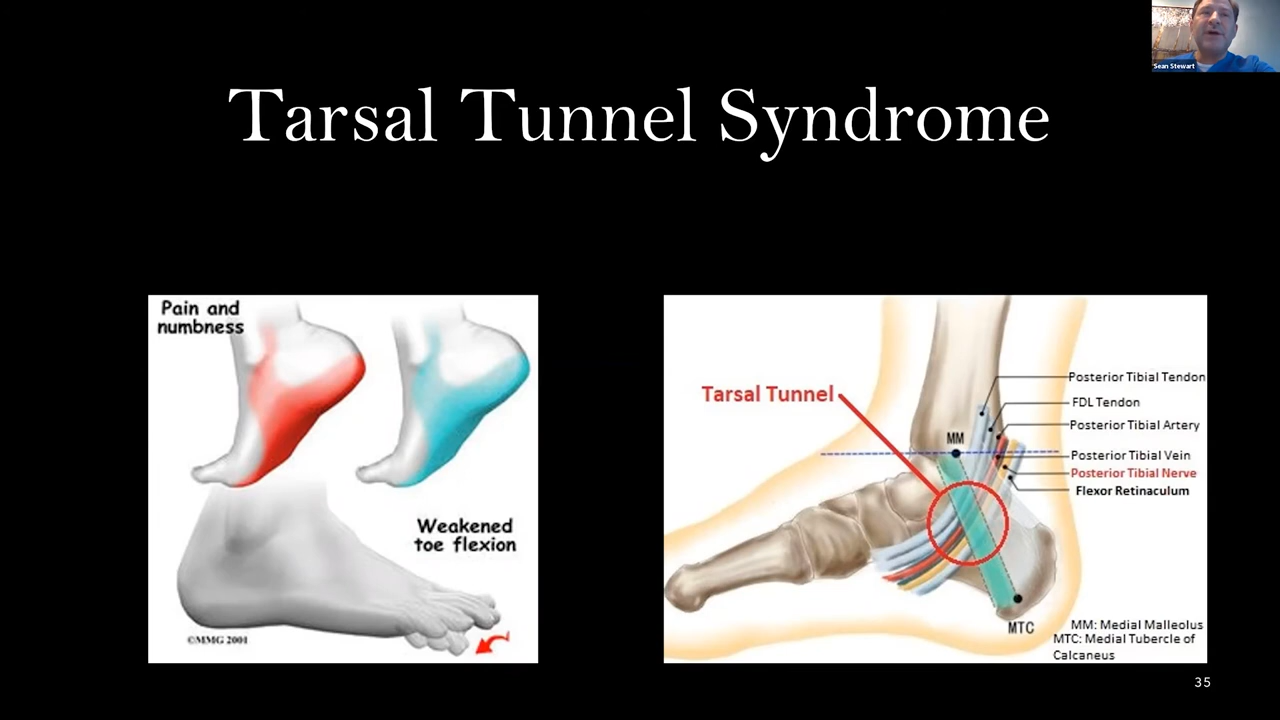 Sean Stewart
Tarsal Tunnel Syndrome
Pain and
numbness
Weakened
toe flexion
©MMG 2001
Tarsal Tunnel
MM
Posterior Tibial Tendon
FDL Tendon
Posterior Tibial Artery
Posterior Tibial Vein
Posterior Tibial Nerve
Flexor Retinaculum
MTC
MM: Medial Malleolus
MTC: Medial Tubercle of
Calcaneus
35